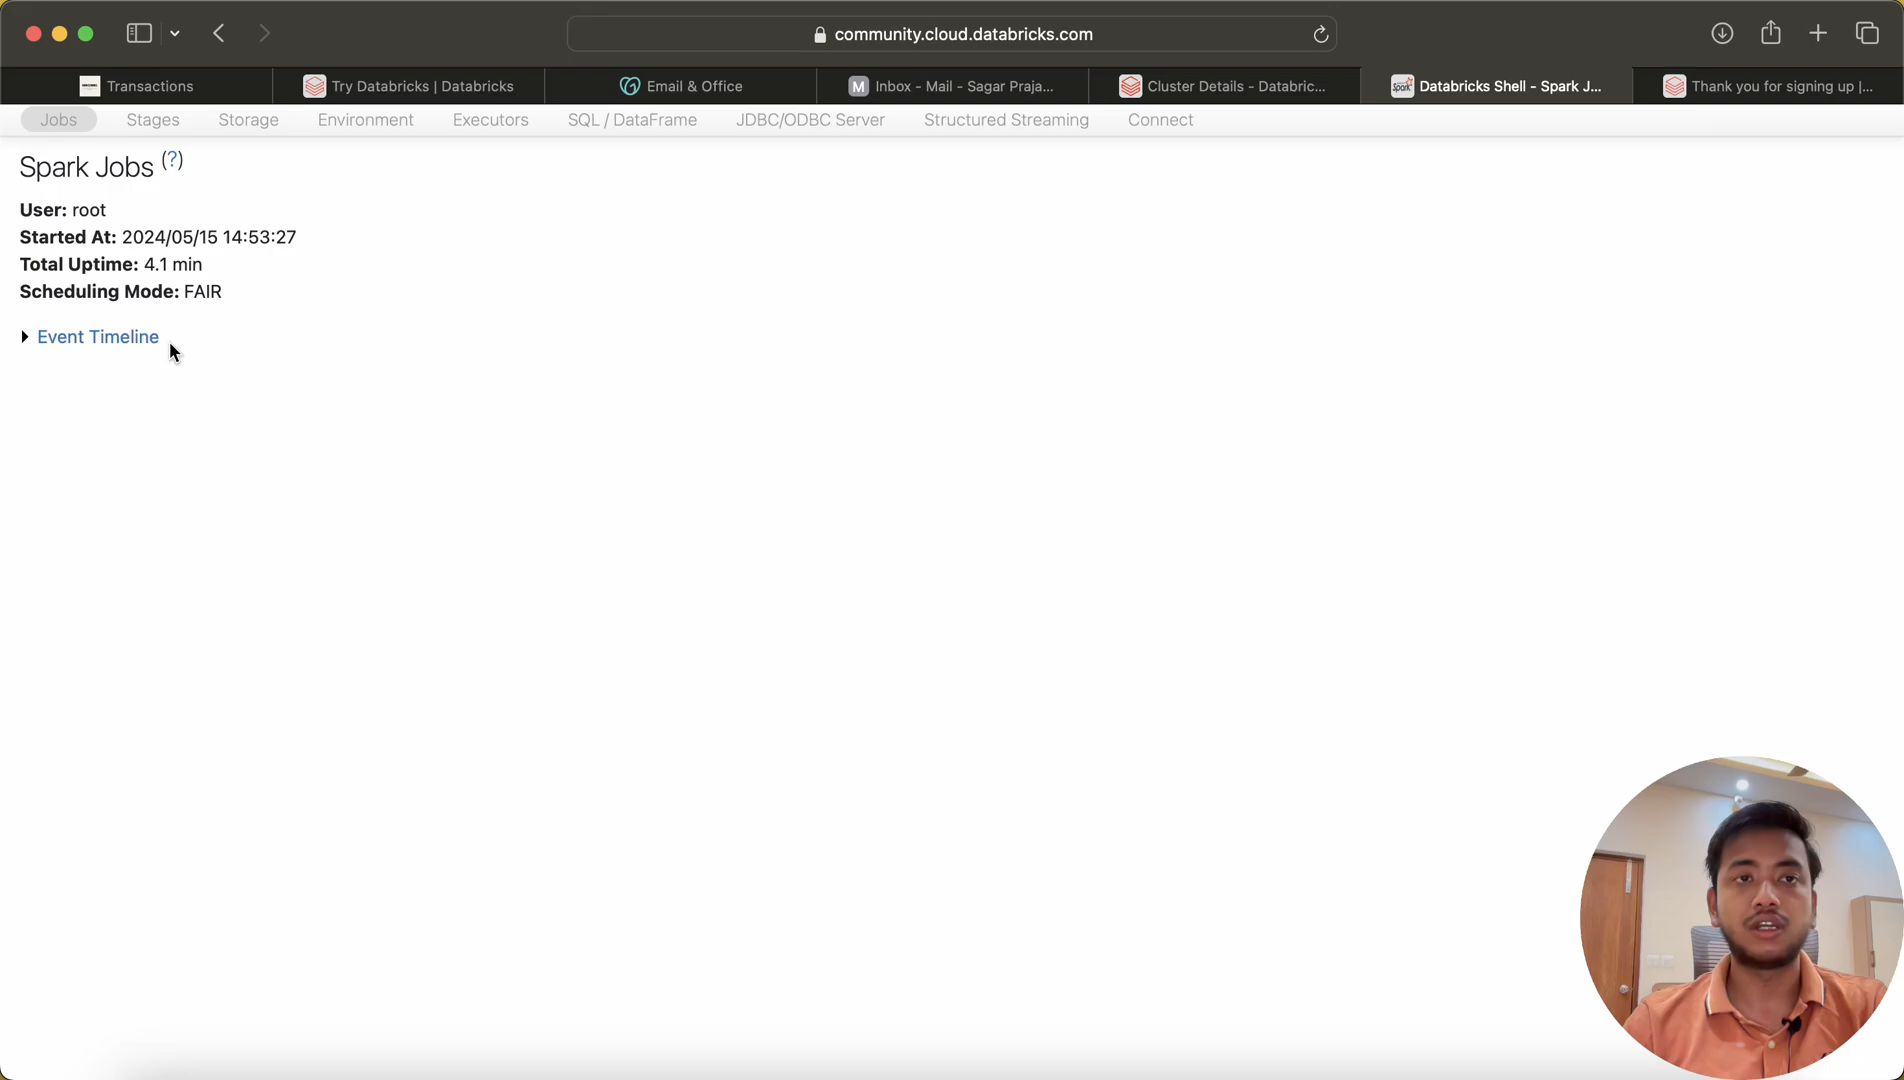 community.cloud.databricks.com
Transactions
Try Databricks | Databricks
Email & Office
M Inbox - Mail - Sagar Praja...
Cluster Details - Databric...
Spark Databricks Shell - Spark J...
Thank you for signing up |...
Jobs Stages Storage Environment Executors SQL / DataFrame JDBC/ODBC Server Structured Streaming Connect
Spark Jobs (?)
User: root
Started At: 2024/05/15 14:53:27
Total Uptime: 4.1 min
Scheduling Mode: FAIR
Event Timeline